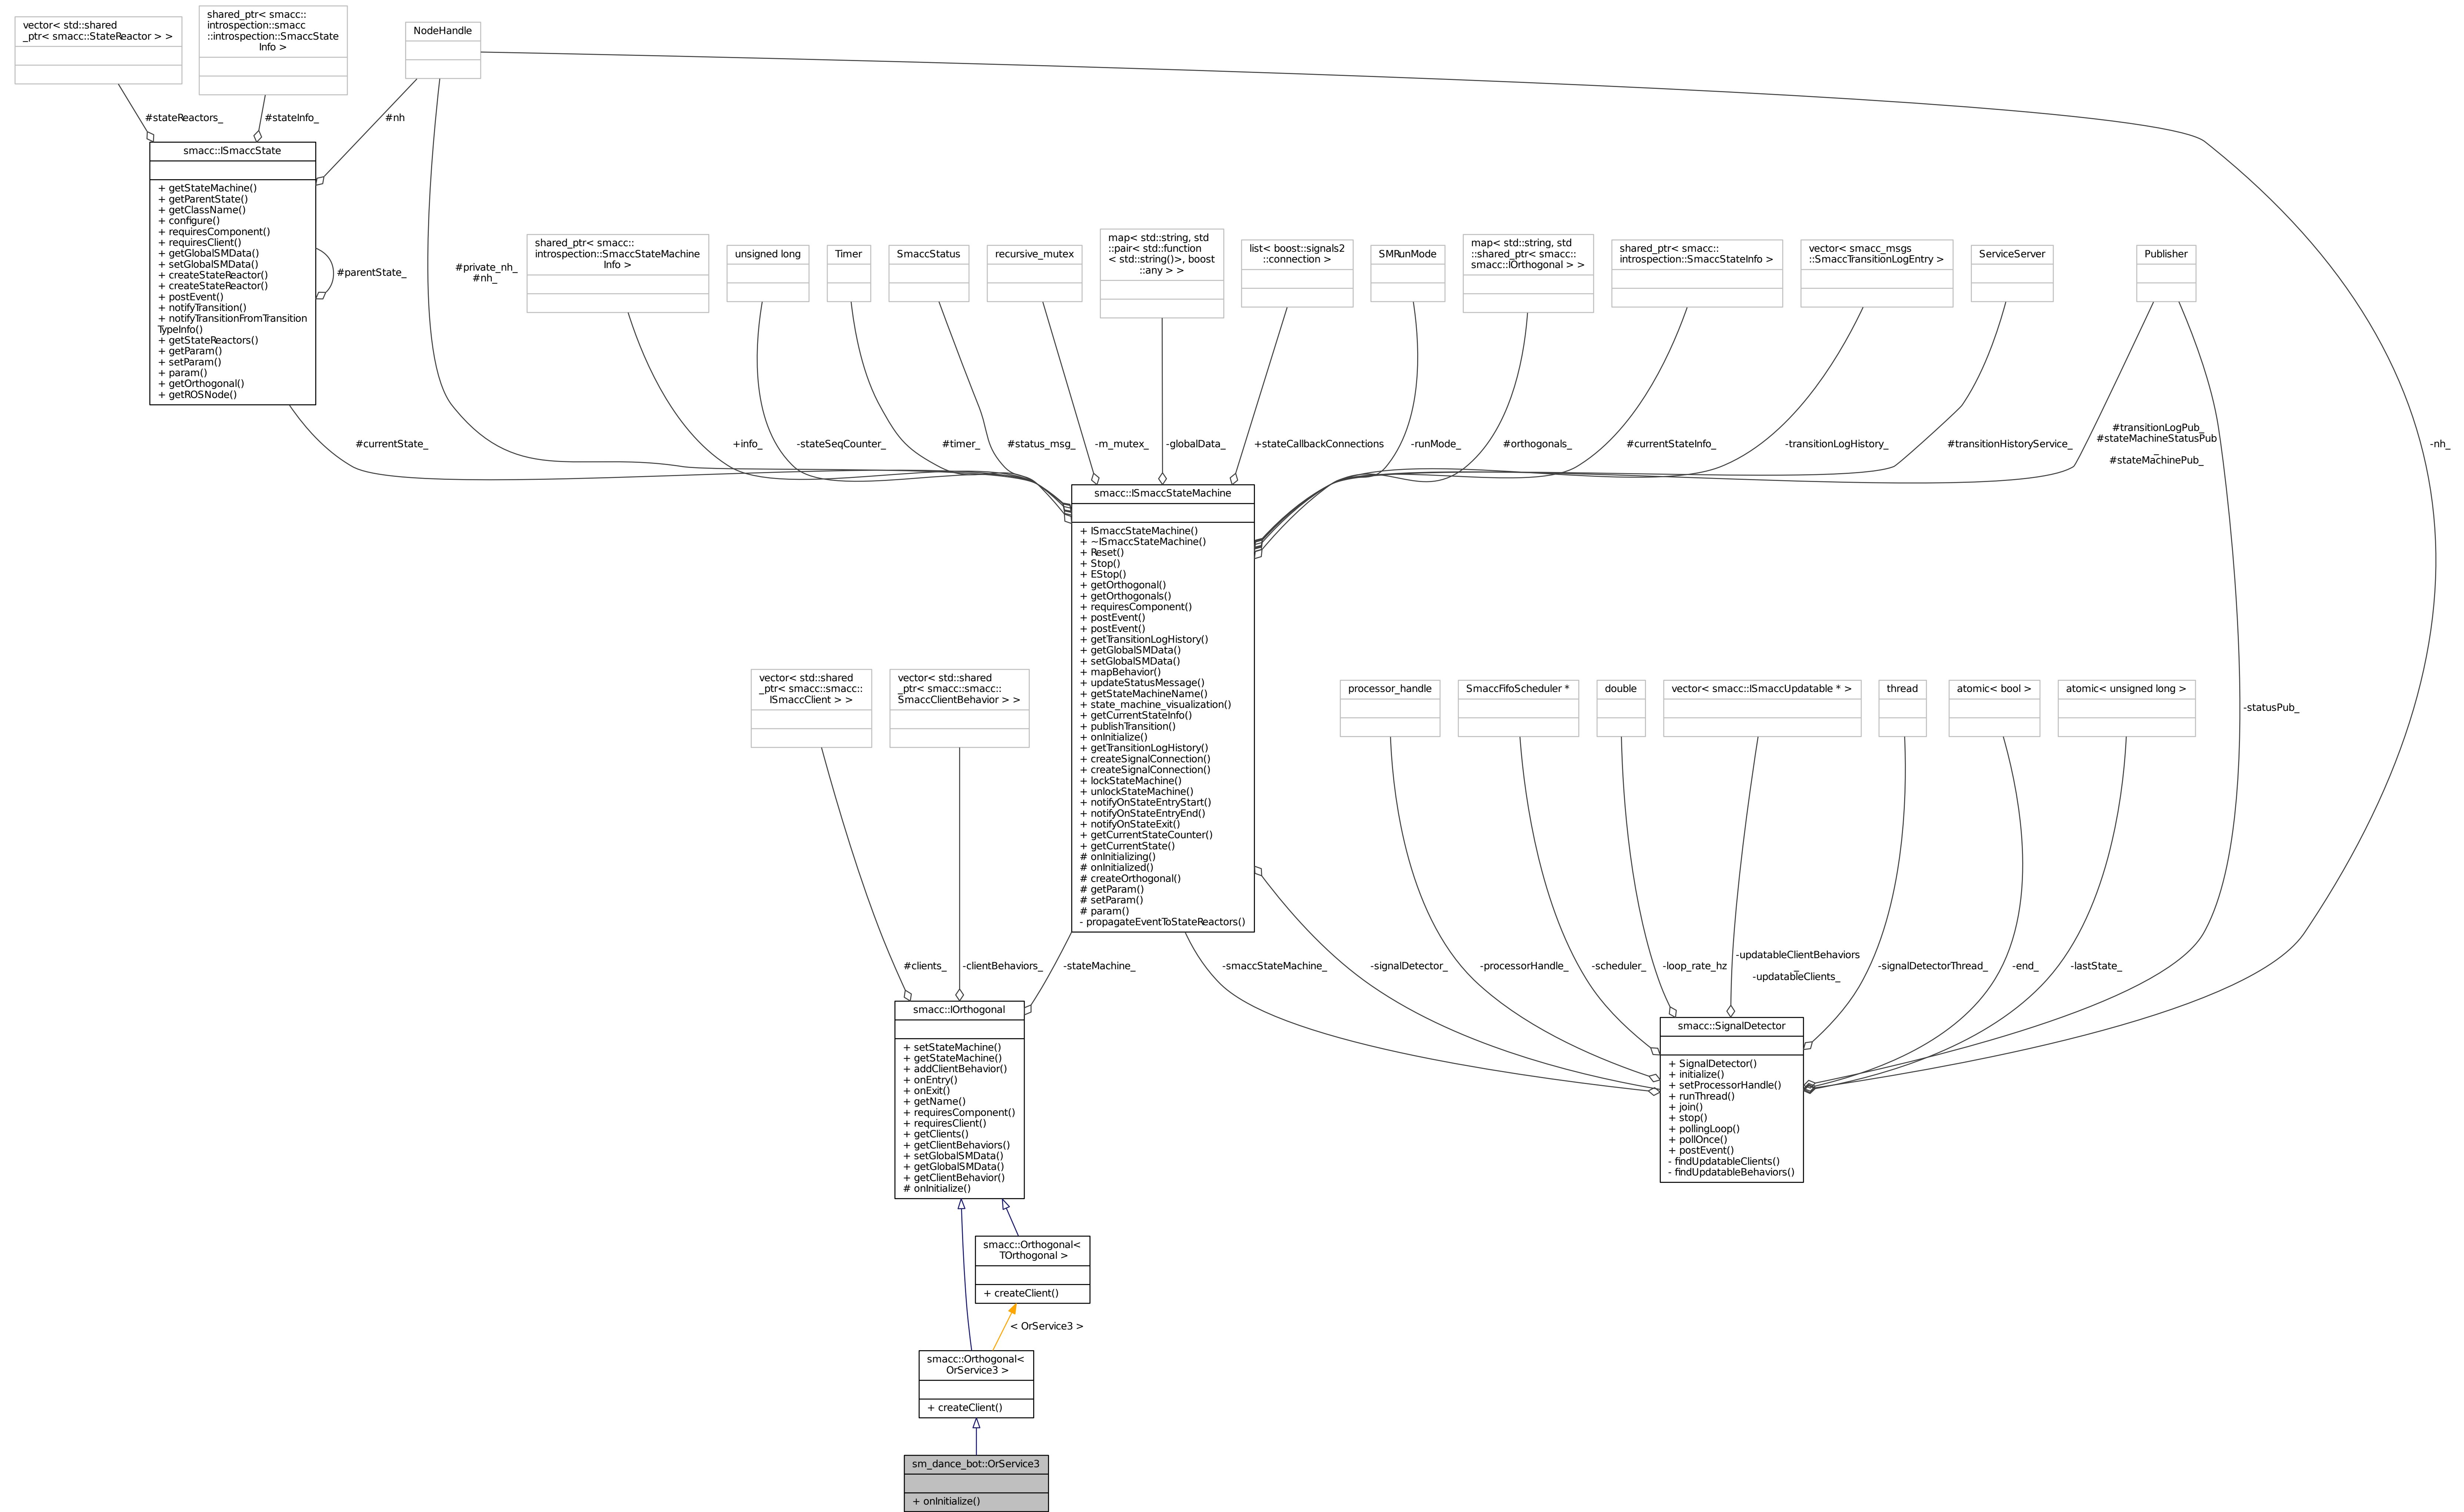 vector< std::shared
_ptr< smacc::StateReactor > >
shared_ptr< smacc::
introspection::smacc
::introspection::SmaccState
Info >
NodeHandle
#stateReactors_
#stateInfo_
#nh
smacc::ISmaccState
+ getStateMachine()
+ getParentState()
+ getClassName()
+ configure()
+ requiresComponent()
+ requiresClient()
+ getGlobalSMData()
+ setGlobalSMData()
+ createStateReactor()
+ createStateReactor()
+ postEvent()
+ notifyTransition()
+ notifyTransitionFromTransition
TypeInfo()
+ getStateReactors()
+ getParam()
+ setParam()
+ param()
+ getOrthogonal()
+ getROSNode()
#parentState_
#private_nh_
#nh_
shared_ptr< smacc::
introspection::SmaccStateMachine
Info >
unsigned long
Timer
SmaccStatus
recursive_mutex
map< std::string, std
::pair< std::function
< std::string()>, boost
::any > >
list< boost::signals2
::connection >
SMRunMode
map< std::string, std
::shared_ptr< smacc::
smacc::IOrthogonal > >
shared_ptr< smacc::
introspection::SmaccStateInfo >
vector< smacc_msgs
::SmaccTransitionLogEntry >
ServiceServer
Publisher
#currentState_
+info_
-stateSeqCounter_
#timer_
#status_msg_
-m_mutex_
-globalData_
+stateCallbackConnections
-runMode_
#orthogonals_
#currentStateInfo_
-transitionLogHistory_
#transitionHistoryService_
#transitionLogPub_
#stateMachineStatusPub
_
#stateMachinePub_
-nh_
smacc::ISmaccStateMachine
+ ISmaccStateMachine()
+ ~ISmaccStateMachine()
+ Reset()
+ Stop()
+ EStop()
+ getOrthogonal()
+ getOrthogonals()
+ requiresComponent()
+ postEvent()
+ postEvent()
+ getTransitionLogHistory()
+ getGlobalSMData()
+ setGlobalSMData()
+ mapBehavior()
+ updateStatusMessage()
+ getStateMachineName()
+ state_machine_visualization()
+ getCurrentStateInfo()
+ publishTransition()
+ onInitialize()
+ getTransitionLogHistory()
+ createSignalConnection()
+ createSignalConnection()
+ lockStateMachine()
+ unlockStateMachine()
+ notifyOnStateEntryStart()
+ notifyOnStateEntryEnd()
+ notifyOnStateExit()
+ getCurrentStateCounter()
+ getCurrentState()
# onInitializing()
# onInitialized()
# createOrthogonal()
# getParam()
# setParam()
# param()
- propagateEventToStateReactors()
vector< std::shared
_ptr< smacc::smacc::
ISmaccClient > >
vector< std::shared
_ptr< smacc::smacc::
SmaccClientBehavior > >
processor_handle
SmaccFifoScheduler *
double
vector< smacc::ISmaccUpdatable * >
thread
atomic< bool >
atomic< unsigned long >
-statusPub_
#clients_
-clientBehaviors_
-stateMachine_
-smaccStateMachine_
-signalDetector_
-processorHandle_
-scheduler_
-loop_rate_hz
-updatableClientBehaviors
_
-updatableClients_
-signalDetectorThread_
-end_
-lastState_
smacc::IOrthogonal
+ setStateMachine()
+ getStateMachine()
+ addClientBehavior()
+ onEntry()
+ onExit()
+ getName()
+ requiresComponent()
+ requiresClient()
+ getClients()
+ getClientBehaviors()
+ setGlobalSMData()
+ getGlobalSMData()
+ getClientBehavior()
# onInitialize()
smacc::SignalDetector
+ SignalDetector()
+ initialize()
+ setProcessorHandle()
+ runThread()
+ join()
+ stop()
+ pollingLoop()
+ pollOnce()
+ postEvent()
- findUpdatableClients()
- findUpdatableBehaviors()
smacc::Orthogonal<
TOrthogonal >
+ createClient()
< OrService3 >
smacc::Orthogonal<
OrService3 >
+ createClient()
sm_dance_bot::OrService3
+ onInitialize()